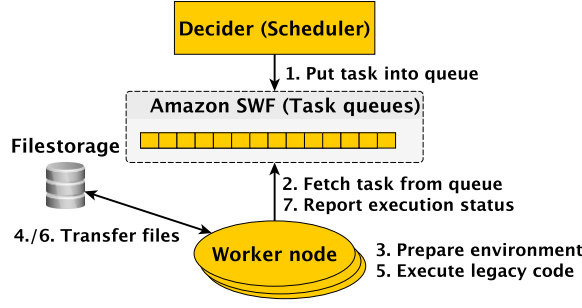 Decider (Scheduler)
1. Put task into queue
Amazon SWF (Task queues)
Filestorage
2. Fetch task from queue
7. Report execution status
4./6. Transfer files
Worker node
3. Prepare environment
5. Execute legacy code